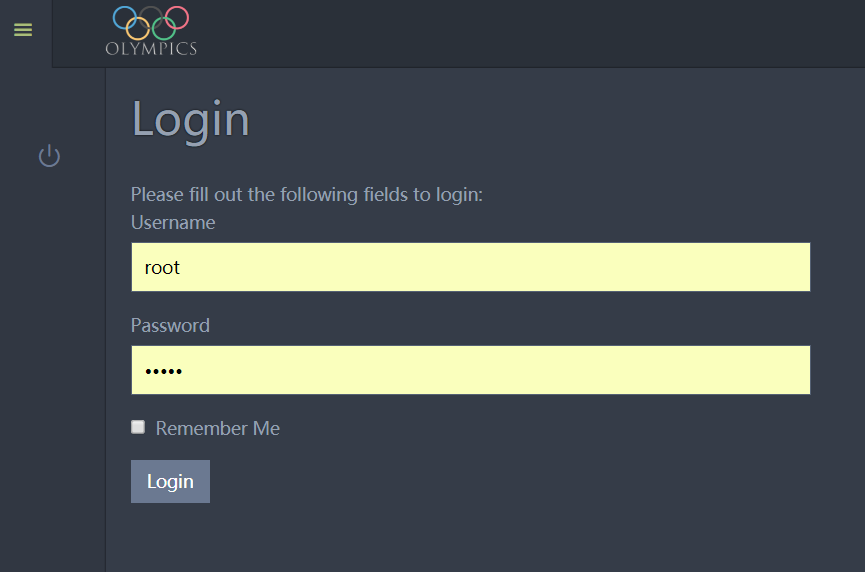 OLYMPICS
Login
Please fill out the following fields to login:
Username
root
Password
•••••
Remember Me
Login